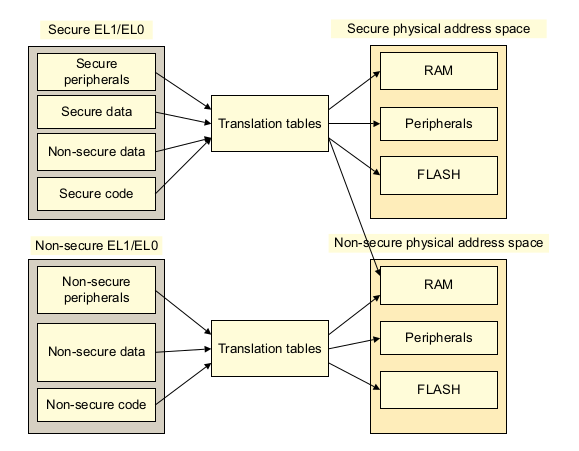 Secure EL1/EL0
Secure
peripherals
Secure data
Non-secure data
Secure code
Translation tables
Secure physical address space
RAM
Peripherals
FLASH
Non-secure EL1/EL0
Non-secure
peripherals
Non-secure data
Non-secure code
Translation tables
Non-secure physical address space
RAM
Peripherals
FLASH